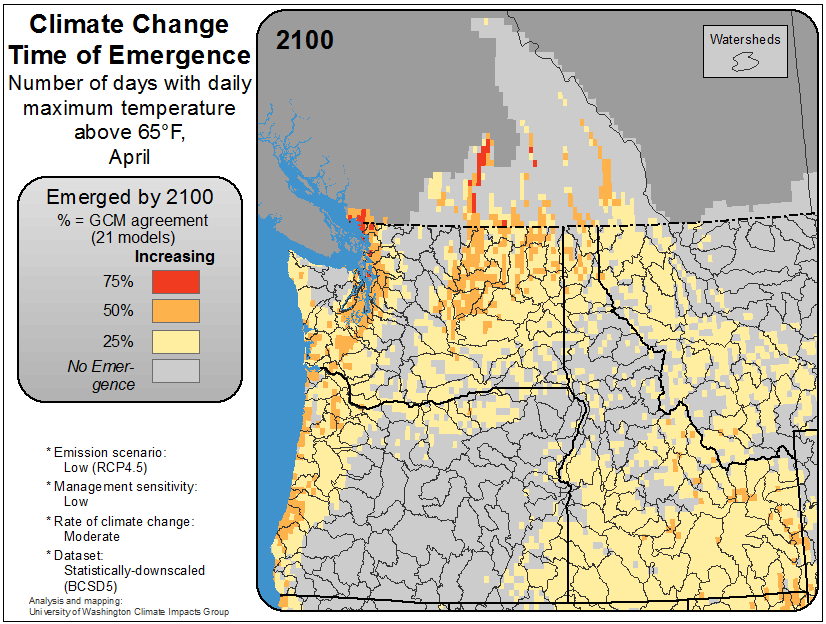 Climate Change
Time of Emergence
Number of days with daily
maximum temperature
above 65°F,
April
Emerged by 2100
% = GCM agreement
(21 models)
Increasing
75%
50%
25%
No Emer-
gence
* Emission scenario:
Low (RCP4.5)
* Management sensitivity:
Low
* Rate of climate change:
Moderate
* Dataset:
Statistically-downscaled
(BCSD5)
Analysis and mapping:
University of Washington Climate Impacts Group
2100
Watersheds